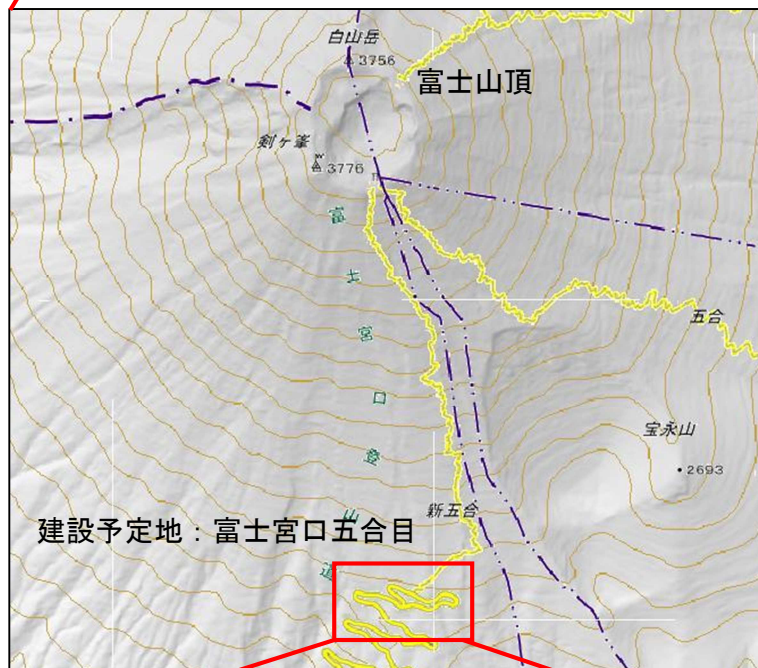 白山岳
3756
富士山頂
剣ヶ峯
3776
富士宮口登山道
五合
宝永山
2693
新五合
建設予定地：富士宮口五合目